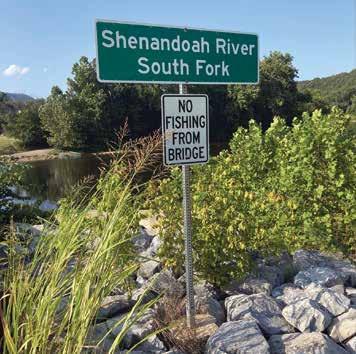 Shenandoah River
South Fork
NO
FISHING
FROM
BRIDGE